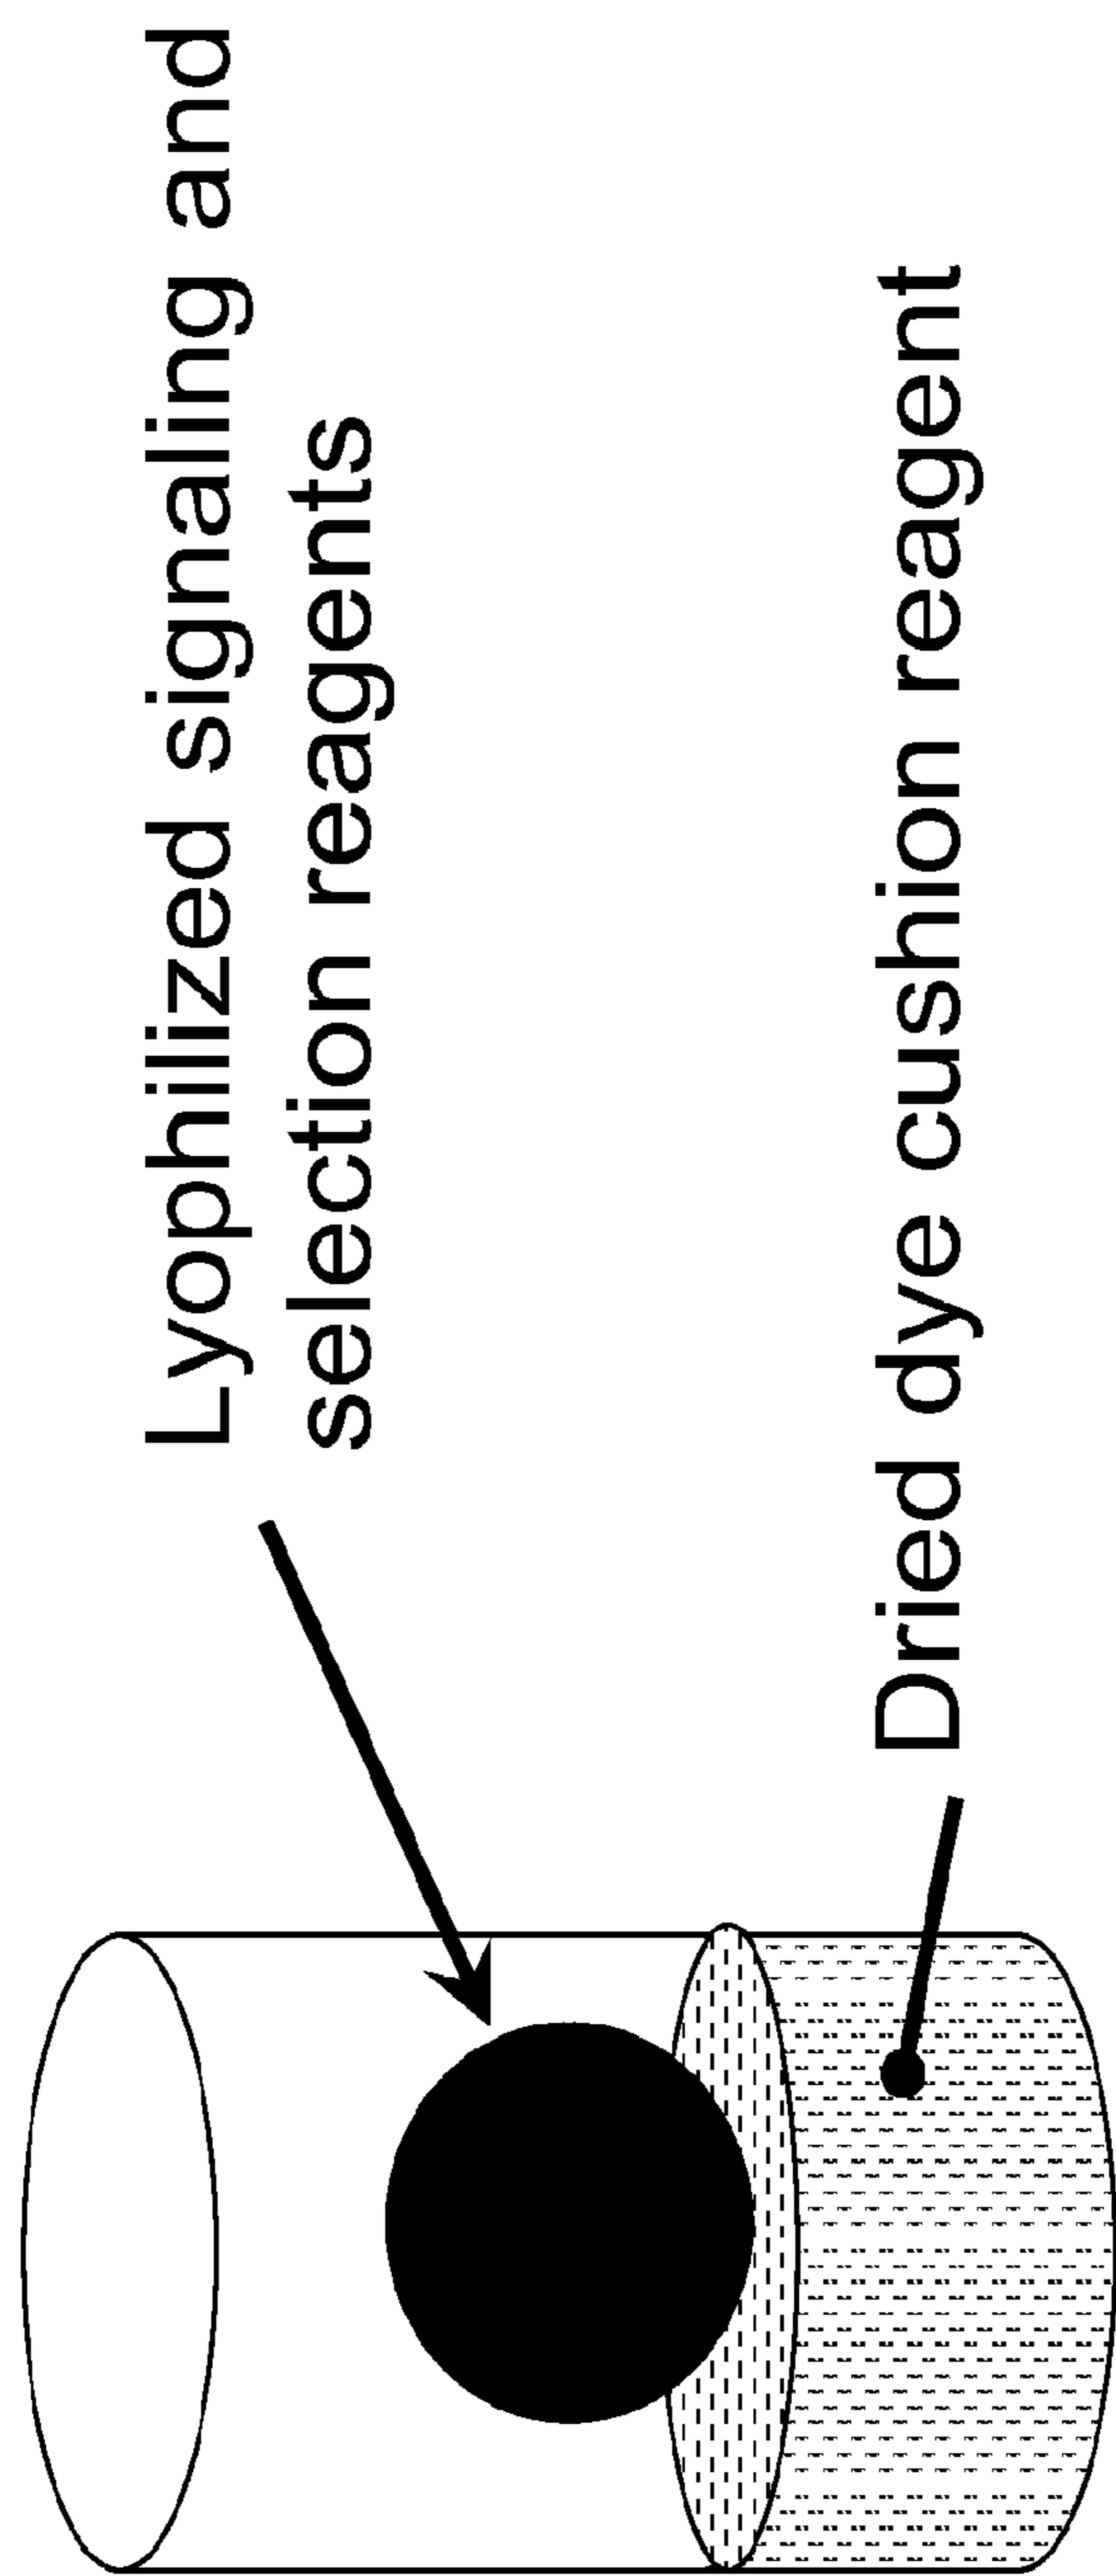 Lyophilized signaling and
selection reagents
Dried dye cushion reagent